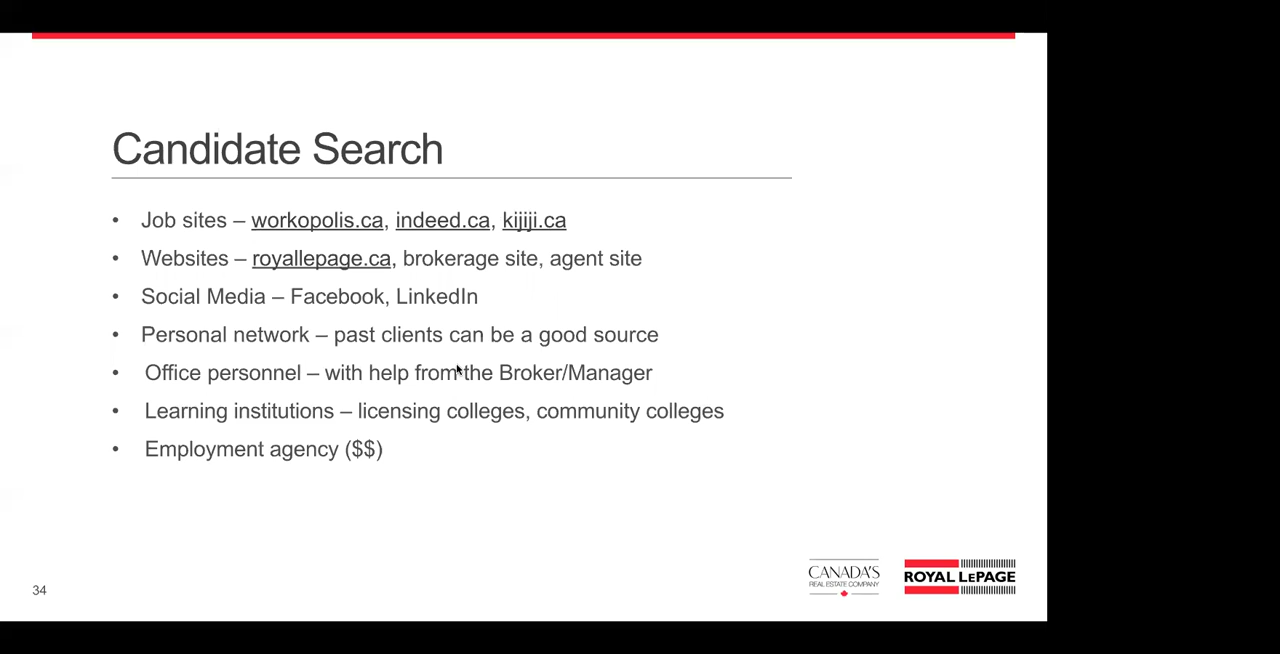 Candidate Search
• Job sites – workopolis.ca, indeed.ca, kijiji.ca
• Websites – royallepage.ca, brokerage site, agent site
• Social Media – Facebook, LinkedIn
• Personal network – past clients can be a good source
• Office personnel – with help from the Broker/Manager
• Learning institutions – licensing colleges, community colleges
• Employment agency ($$)
34
CANADA'S
REAL ESTATE COMPANY
ROYAL LEPAGE